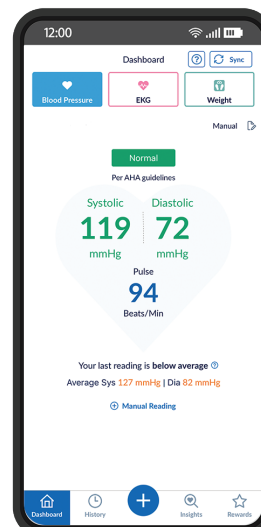 12:00
Dashboard
Sync
Blood Pressure
EKG
Weight
Manual
Normal
Per AHA guidelines
Systolic Diastolic
119 72
mmHg mmHg
Pulse
94
Beats/Min
Your last reading is below average ?
Average Sys 127 mmHg | Dia 82 mmHg
Manual Reading
Dashboard
History
Insights
Rewards